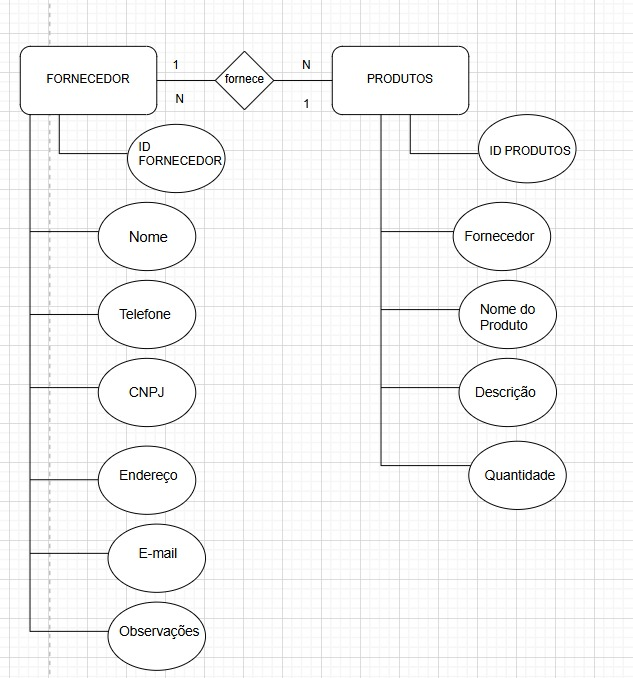 FORNECEDOR
1
N
fornece
N
1
PRODUTOS
ID
FORNECEDOR
Nome
Telefone
CNPJ
Endereço
E-mail
Observações
ID PRODUTOS
Fornecedor
Nome do
Produto
Descrição
Quantidade